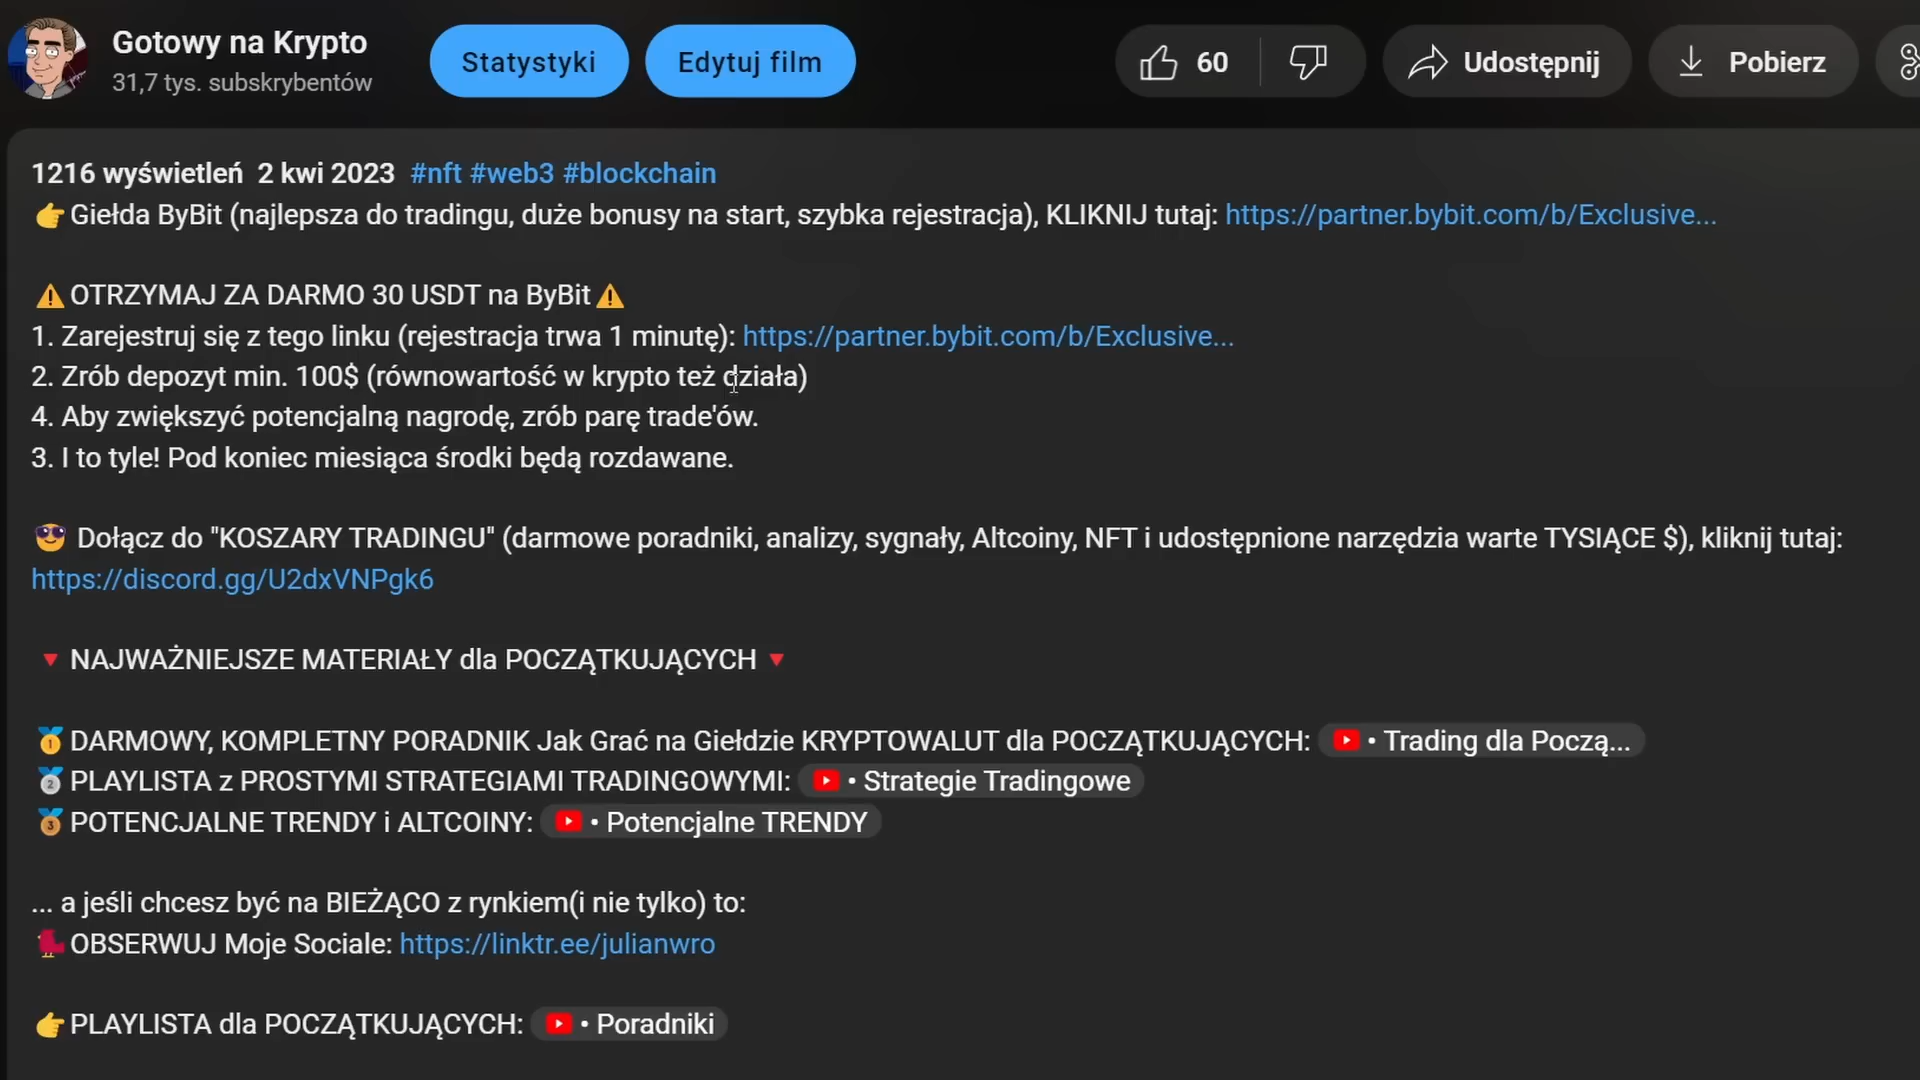 Gotowy na Krypto
31,7 tys. subskrybentów
Statystyki
Edytuj film
60
Udostępnij
Pobierz
1216 wyświetleń 2 kwi 2023 #nft #web3 #blockchain
👉Giełda ByBit (najlepsza do tradingu, duże bonusy na start, szybka rejestracja), KLIKNIJ tutaj: https://partner.bybit.com/b/Exclusive...
⚠️OTRZYMAJ ZA DARMO 30 USDT na ByBit⚠️
1. Zarejestruj się z tego linku (rejestracja trwa 1 minutę): https://partner.bybit.com/b/Exclusive...
2. Zrób depozyt min. 100$ (równowartość w krypto też działa)
4. Aby zwiększyć potencjalną nagrodę, zrób parę trade'ów.
3. I to tyle! Pod koniec miesiąca środki będą rozdawane.
😎 Dołącz do "KOSZARY TRADINGU" (darmowe poradniki, analizy, sygnały, Altcoiny, NFT i udostępnione narzędzia warte TYSIĄCE $), kliknij tutaj:
https://discord.gg/U2dxVNPgk6
🔻NAJWAŻNIEJSZE MATERIAŁY dla POCZĄTKUJĄCYCH🔻
🥇DARMOWY, KOMPLETNY PORADNIK Jak Grać na Giełdzie KRYPTOWALUT dla POCZĄTKUJĄCYCH: • Trading dla Począ...
🥈PLAYLISTA z PROSTYMI STRATEGIAMI TRADINGOWYMI: • Strategie Tradingowe
🥉POTENCJALNE TRENDY i ALTCOINY: • Potencjalne TRENDY
... a jeśli chcesz być na BIEŻĄCO z rynkiem(i nie tylko) to:
OBSERWUJ Moje Sociale: https://linktr.ee/julianwro
👉PLAYLISTA dla POCZĄTKUJĄCYCH: • Poradniki